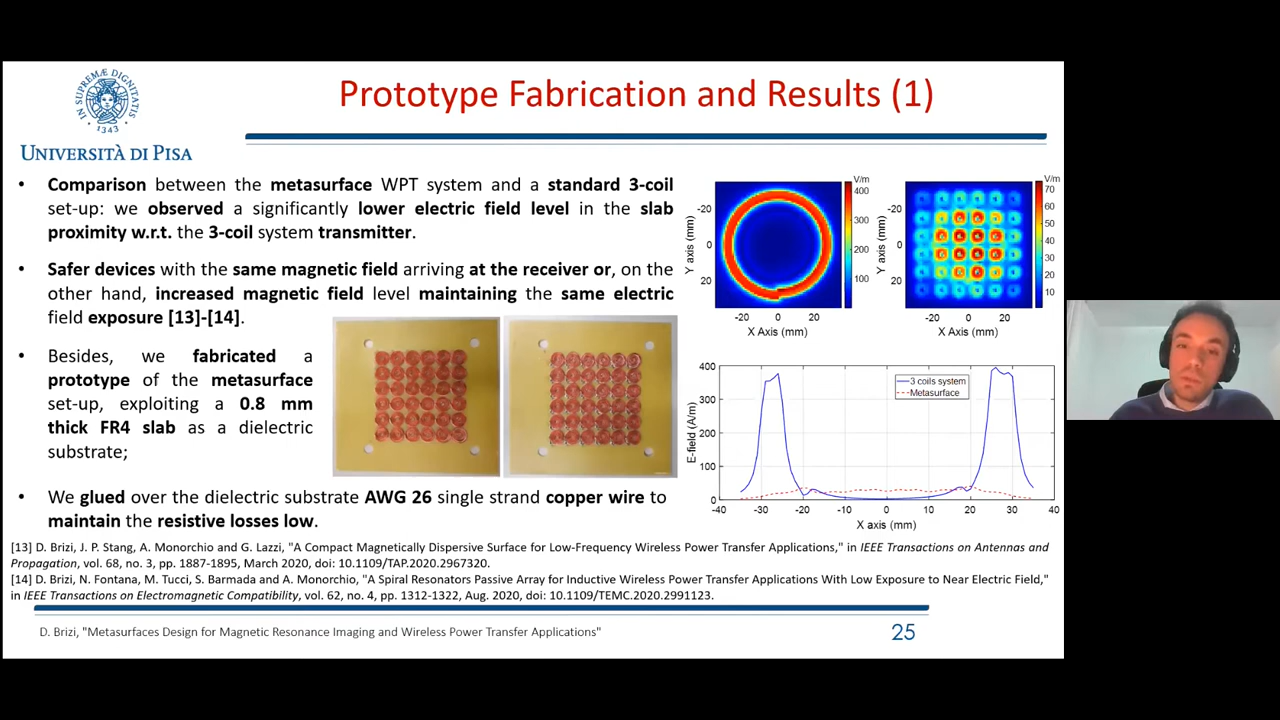 Prototype Fabrication and Results (1)
IN SUPREMÆ DIGNITATIS
·1343·
UNIVERSITÀ DI PISA
• Comparison between the metasurface WPT system and a standard 3-coil
set-up: we observed a significantly lower electric field level in the slab
proximity w.r.t. the 3-coil system transmitter.
• Safer devices with the same magnetic field arriving at the receiver or, on the
other hand, increased magnetic field level maintaining the same electric
field exposure [13]-[14].
• Besides, we fabricated a
prototype of the metasurface
set-up, exploiting a 0.8 mm
thick FR4 slab as a dielectric
substrate;
• We glued over the dielectric substrate AWG 26 single strand copper wire to
maintain the resistive losses low.
V/m
400
300
200
100
Y axis (mm)
-20
0
20
-20 0 20
X Axis (mm)
V/m
70
60
50
40
30
20
10
Y axis (mm)
-20
0
20
-20 0 20
X Axis (mm)
400
300
200
100
0
E-field (A/m)
3 coils system
Metasurface
-40 -30 -20 -10 0 10 20 30 40
X axis (mm)
[13] D. Brizi, J. P. Stang, A. Monorchio and G. Lazzi, "A Compact Magnetically Dispersive Surface for Low-Frequency Wireless Power Transfer Applications," in IEEE Transactions on Antennas and
Propagation, vol. 68, no. 3, pp. 1887-1895, March 2020, doi: 10.1109/TAP.2020.2967320.
[14] D. Brizi, N. Fontana, M. Tucci, S. Barmada and A. Monorchio, "A Spiral Resonators Passive Array for Inductive Wireless Power Transfer Applications With Low Exposure to Near Electric Field,"
in IEEE Transactions on Electromagnetic Compatibility, vol. 62, no. 4, pp. 1312-1322, Aug. 2020, doi: 10.1109/TEMC.2020.2991123.
D. Brizi, "Metasurfaces Design for Magnetic Resonance Imaging and Wireless Power Transfer Applications"
25